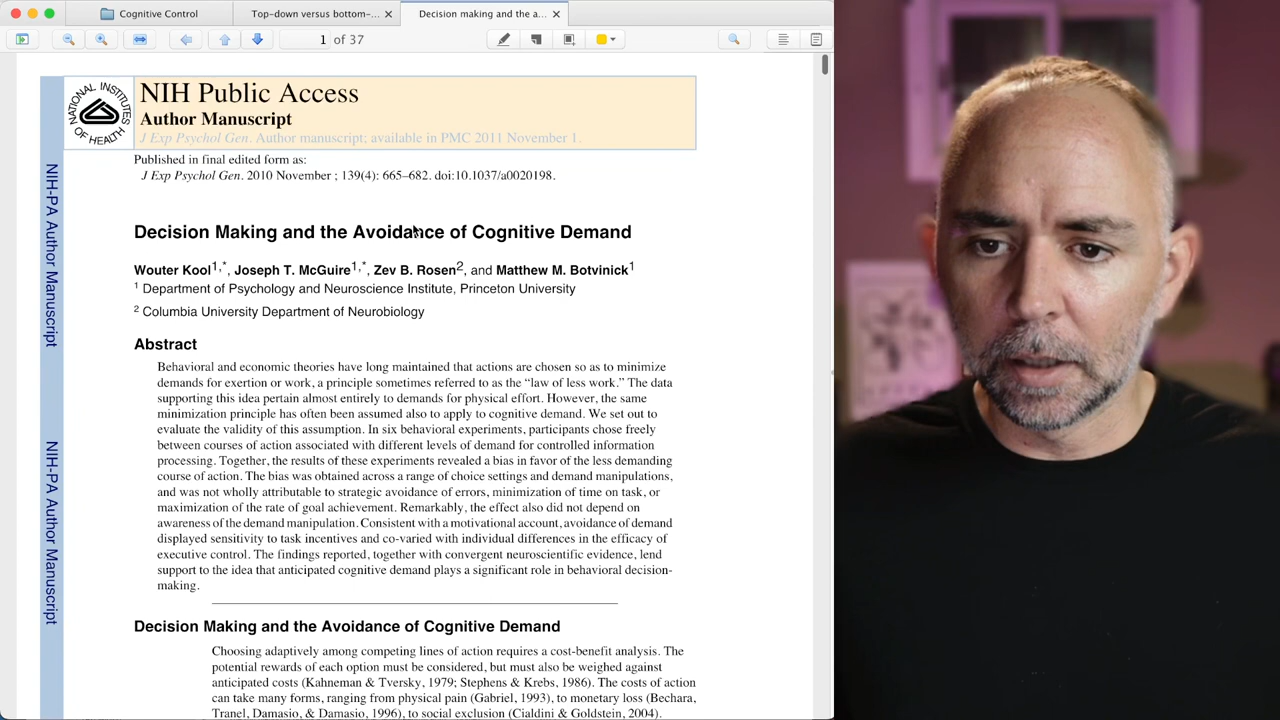 Cognitive Control
Top-down versus bottom-...
Decision making and the a...
1 of 37
NATIONAL INSTITUTES OF HEALTH
NIH Public Access
Author Manuscript
J Exp Psychol Gen. Author manuscript; available in PMC 2011 November 1.
Published in final edited form as:
J Exp Psychol Gen. 2010 November ; 139(4): 665–682. doi:10.1037/a0020198.
NIH-PA Author Manuscript
Decision Making and the Avoidance of Cognitive Demand
Wouter Kool1,*, Joseph T. McGuire1,*, Zev B. Rosen2, and Matthew M. Botvinick1
1 Department of Psychology and Neuroscience Institute, Princeton University
2 Columbia University Department of Neurobiology
Abstract
Behavioral and economic theories have long maintained that actions are chosen so as to minimize
demands for exertion or work, a principle sometimes referred to as the “law of less work.” The data
supporting this idea pertain almost entirely to demands for physical effort. However, the same
minimization principle has often been assumed also to apply to cognitive demand. We set out to
evaluate the validity of this assumption. In six behavioral experiments, participants chose freely
between courses of action associated with different levels of demand for controlled information
processing. Together, the results of these experiments revealed a bias in favor of the less demanding
course of action. The bias was obtained across a range of choice settings and demand manipulations,
and was not wholly attributable to strategic avoidance of errors, minimization of time on task, or
maximization of the rate of goal achievement. Remarkably, the effect also did not depend on
awareness of the demand manipulation. Consistent with a motivational account, avoidance of demand
displayed sensitivity to task incentives and co-varied with individual differences in the efficacy of
executive control. The findings reported, together with convergent neuroscientific evidence, lend
support to the idea that anticipated cognitive demand plays a significant role in behavioral decision-
making.
NIH-PA Author Manuscript
Decision Making and the Avoidance of Cognitive Demand
Choosing adaptively among competing lines of action requires a cost-benefit analysis. The
potential rewards of each option must be considered, but must also be weighed against
anticipated costs (Kahneman & Tversky, 1979; Stephens & Krebs, 1986). The costs of action
can take many forms, ranging from physical pain (Gabriel, 1993), to monetary loss (Bechara,
Tranel, Damasio, & Damasio, 1996), to social exclusion (Cialdini & Goldstein, 2004).